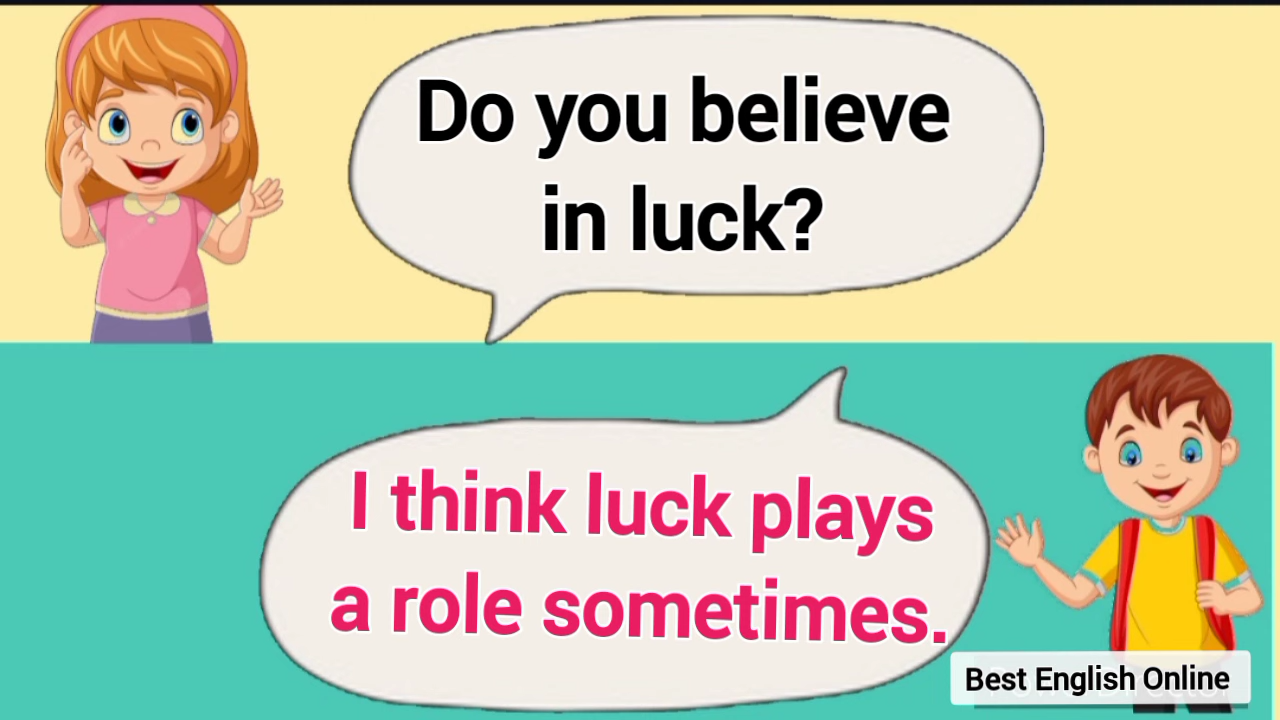 Do you believe
in luck?
I think luck plays
a role sometimes.
Best English Online